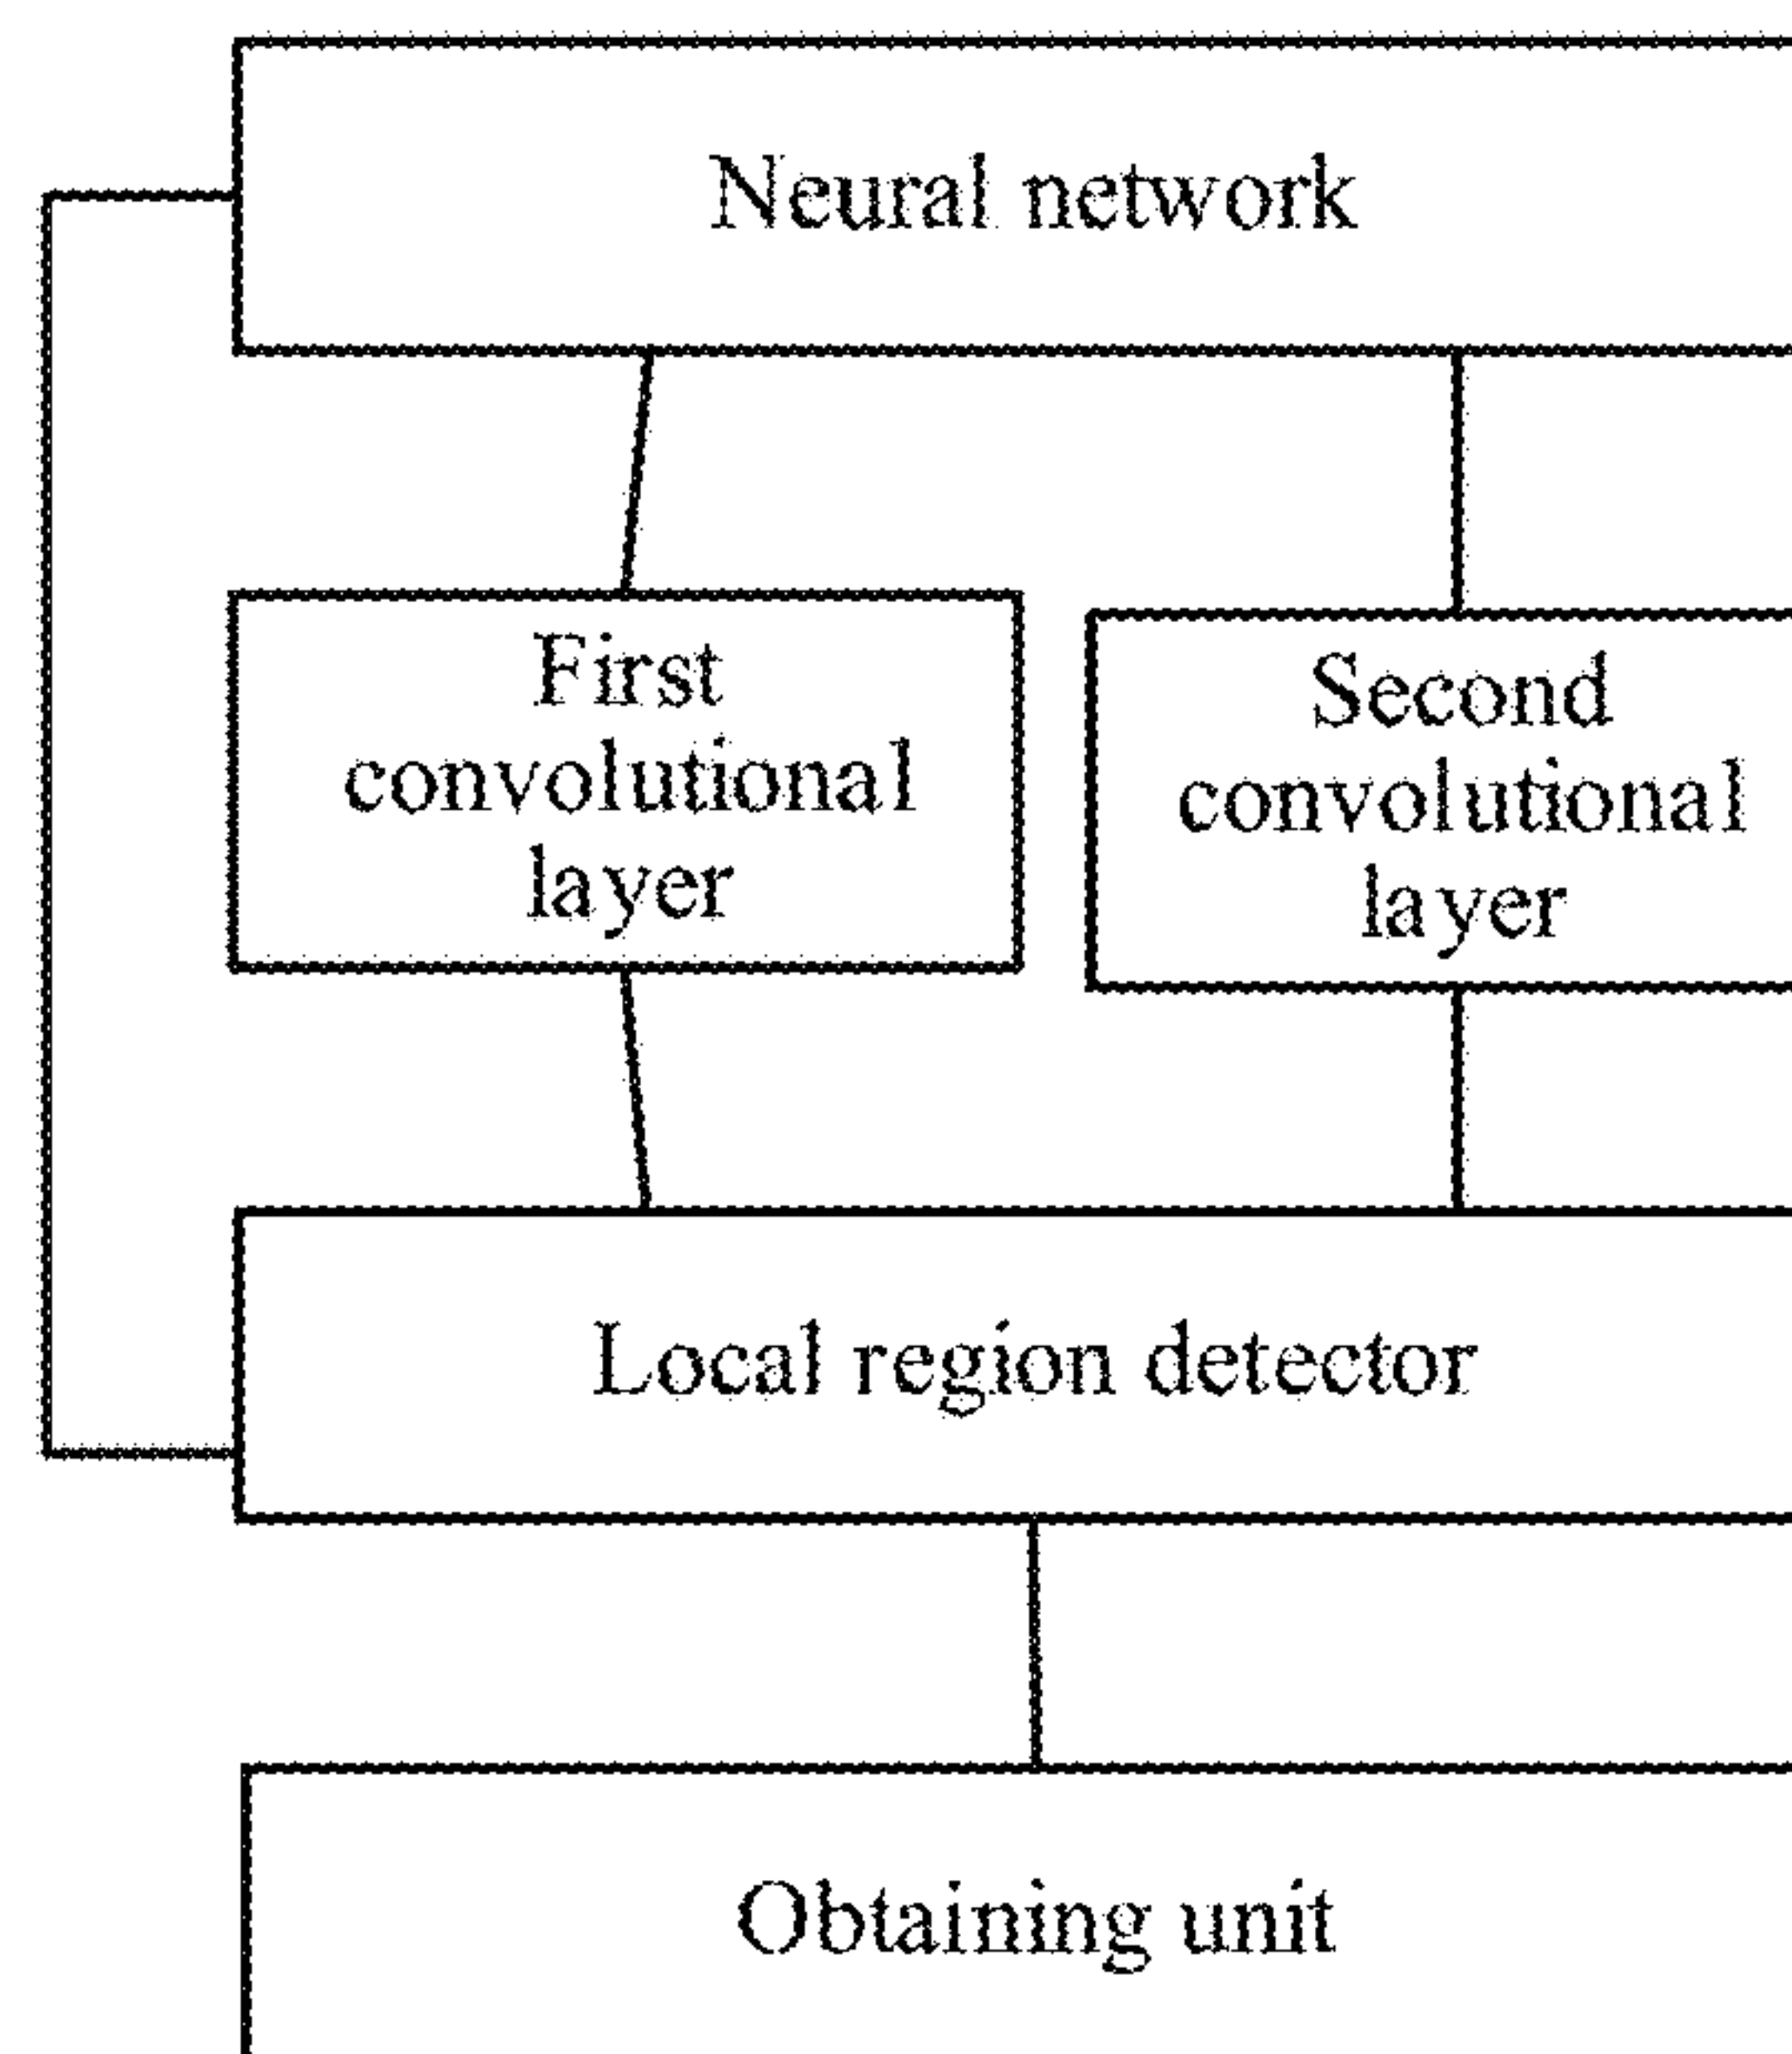 Neural network
First
convolutional
layer
Second
convolutional
layer
Local region detector
Obtaining unit